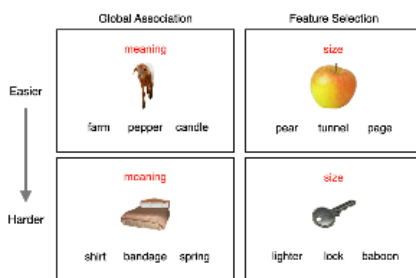 Global Association Feature Selection
Easier
meaning
farm pepper candle
size
pear tunnel page
Harder
meaning
shirt bandage spring
size
lighter lock baboon